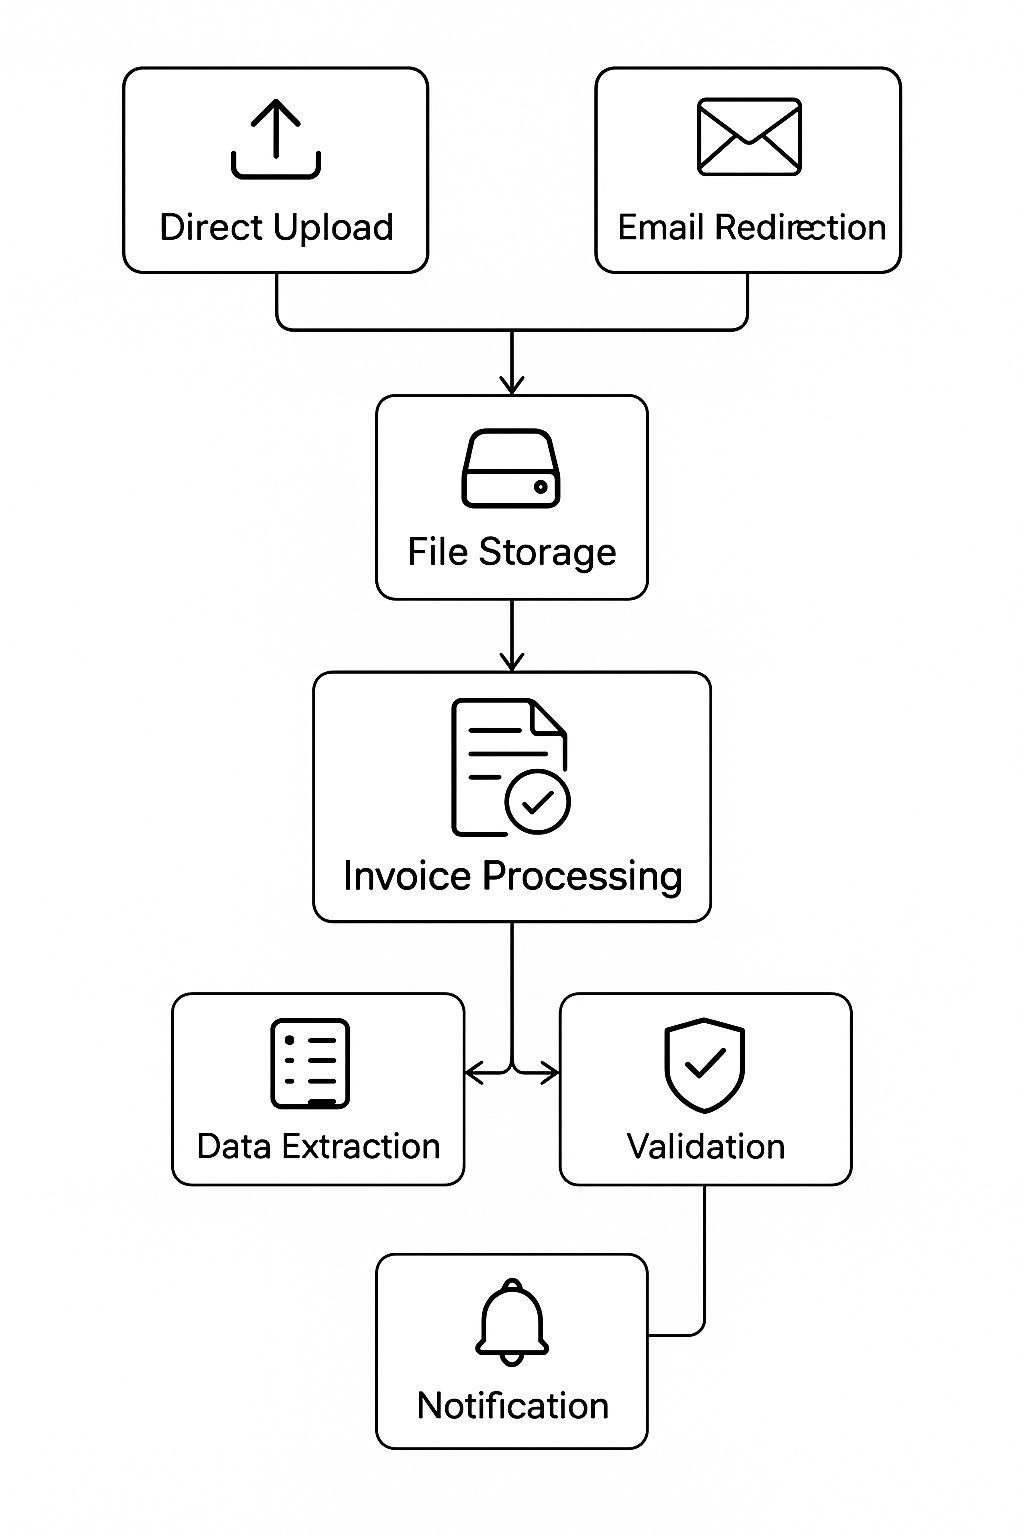 Direct Upload
Email Redirection
File Storage
Invoice Processing
Data Extraction
Validation
Notification